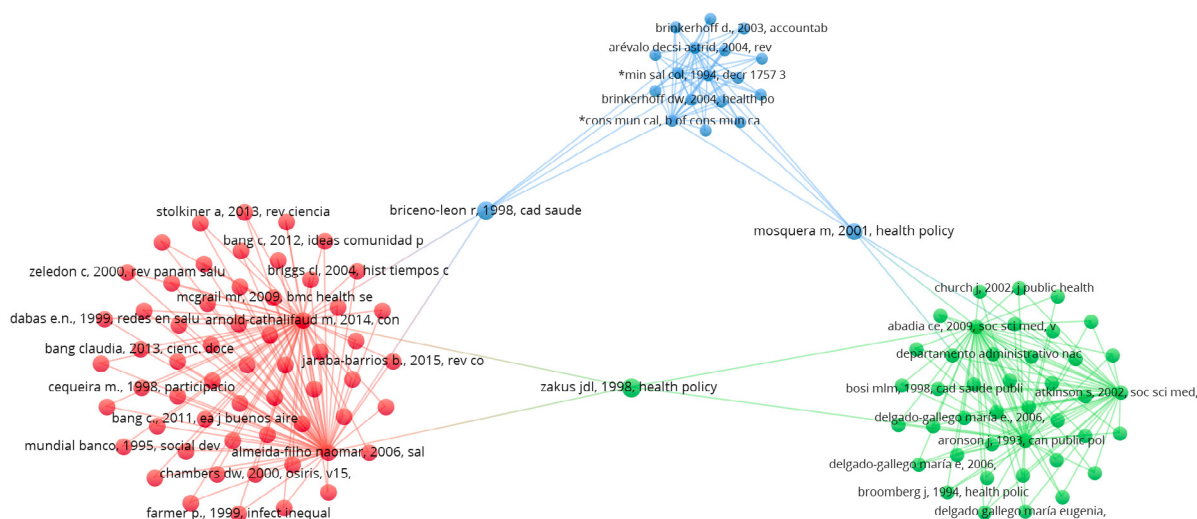 brinkerhoff d., 2003, accountab
arévalo decsi astrid, 2004, rev
*min sal col, 1994, decr 1757 3
brinkerhoff dw, 2004, health po
*cons mun cal, b of cons mun ca
briceno-leon r, 1998, cad saude
mosquera m, 2001, health policy
stolkiner a, 2013, rev ciencia
bang c, 2012, ideas comunidad p
zeledon c, 2000, rev panam salu
briggs cl, 2004, hist tiempos c
mcgrail mr, 2009, bmc health se
dabas e.n., 1999, redes en salu
arnold-cathalifaud m, 2014, con
bang claudia, 2013, cienc. doce
jaraba-barrios b., 2015, rev co
cequeira m., 1998, participacio
bang c., 2011, ea j buenos aire
mundial banco, 1995, social dev
almeida-filho naomar, 2006, sal
chambers dw, 2000, osiris, v15,
farmer p., 1999, infect inequal
zakus jdl, 1998, health policy
church j, 2002, j public health
abadia ce, 2009, soc sci med, v
departamento administrativo nac
bosi mlm, 1998, cad saude publi
atkinson s, 2002, soc sci med,
delgado-gallego maría e., 2006,
aronson j, 1993, can public pol
delgado-gallego maría e, 2006,
broomberg j, 1994, health polic
delgado gallego maría eugenia,